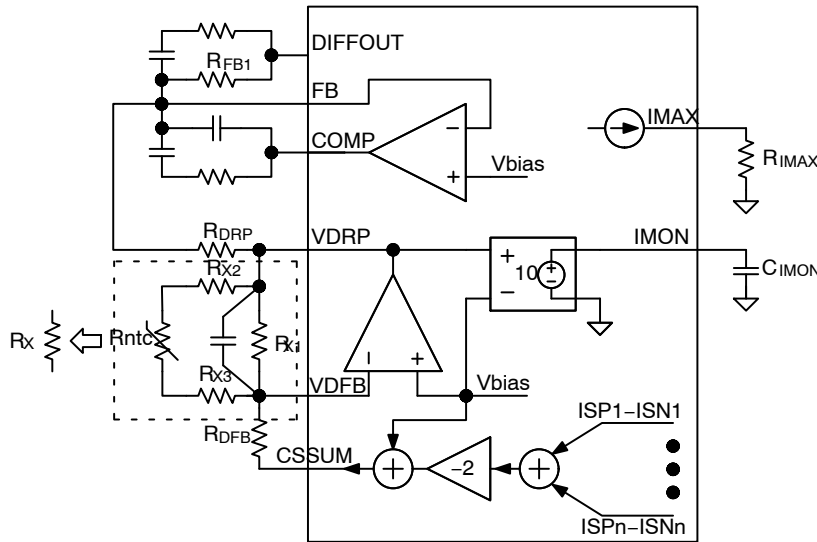 DIFFOUT
RFB1
FB
COMP
IMAX
Vbias
RIMAX
RDRP
VDRP
IMON
RX2
10
CIMON
RX
Rntc
RX1
RX3
VDFB
Vbias
RDFB
ISP1−ISN1
CSSUM
−2
ISPn−ISNn